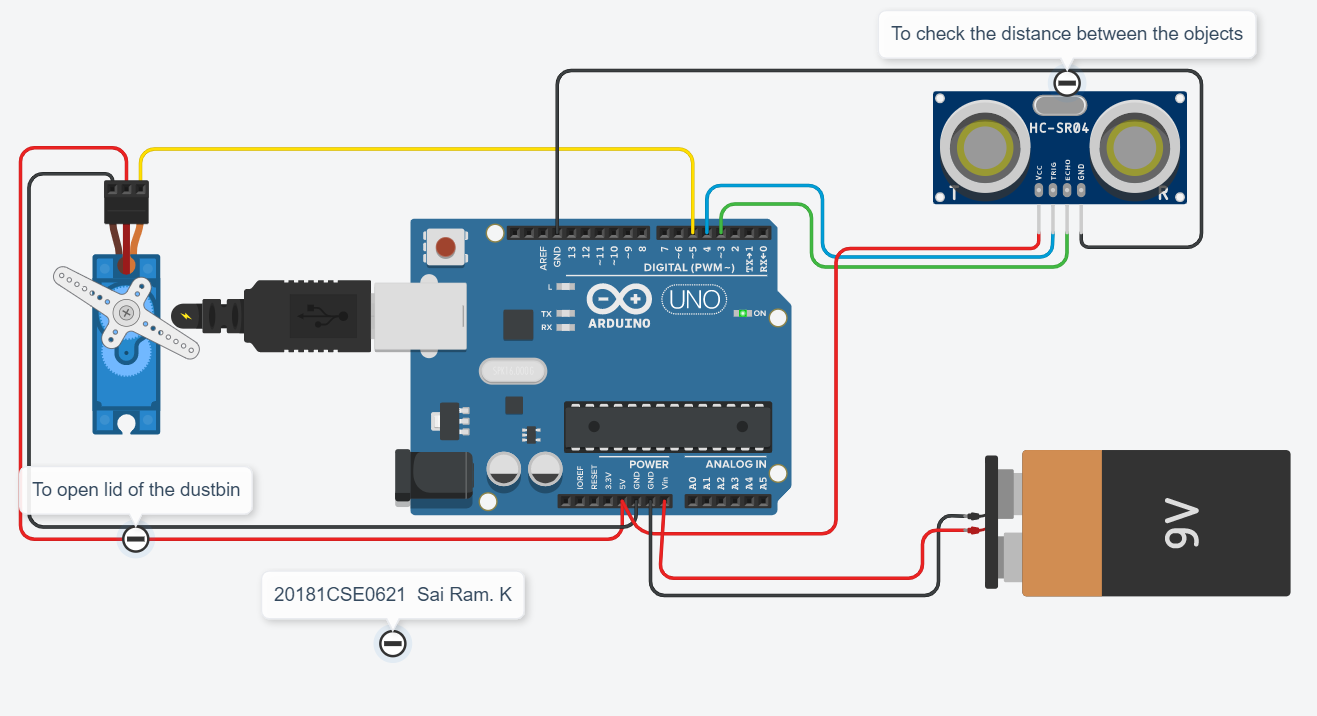 To check the distance between the objects
HC-SR04
Vcc
TRIG
ECHO
GND
T
R
AREF
GND
13
12
~11
~10
~9
8
7
~6
~5
4
~3
2
TX→1
RX←0
DIGITAL (PWM~)
L
TX
RX
ARDUINO
UNO
ON
POWER
ANALOG IN
IOREF
RESET
3.3V
5V
GND
GND
Vin
A0
A1
A2
A3
A4
A5
To open lid of the dustbin
9V
20181CSE0621 Sai Ram. K